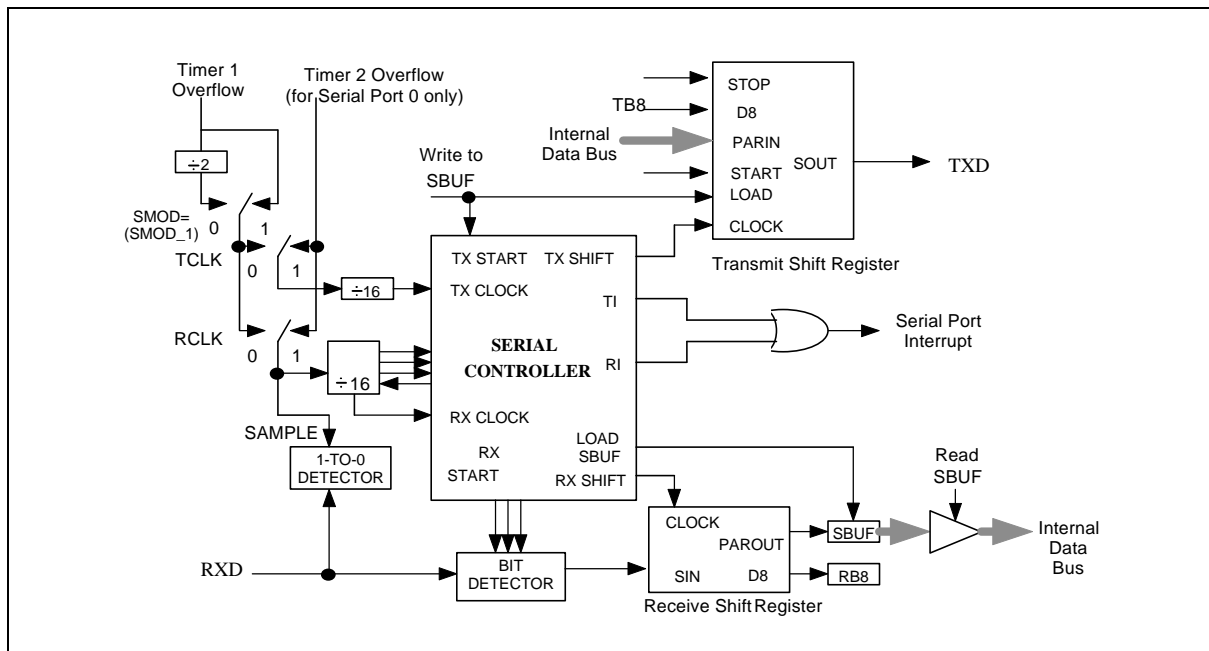 Timer 1
Overflow
Timer 2 Overflow
(for Serial Port 0 only)
÷2
SMOD=
(SMOD_1)
0
1
TCLK
0
1
÷16
RCLK
0
1
÷16
SAMPLE
1-TO-0
DETECTOR
RXD
BIT
DETECTOR
Write to
SBUF
TX START
TX SHIFT
TX CLOCK
TI
SERIAL
CONTROLLER
RI
RX CLOCK
LOAD
SBUF
RX
START
RX SHIFT
TB8
Internal
Data Bus
STOP
D8
PARIN
SOUT
START
LOAD
CLOCK
TXD
Transmit Shift Register
Serial Port
Interrupt
CLOCK
PAROUT
SIN
D8
Receive Shift Register
SBUF
RB8
Read
SBUF
Internal
Data
Bus